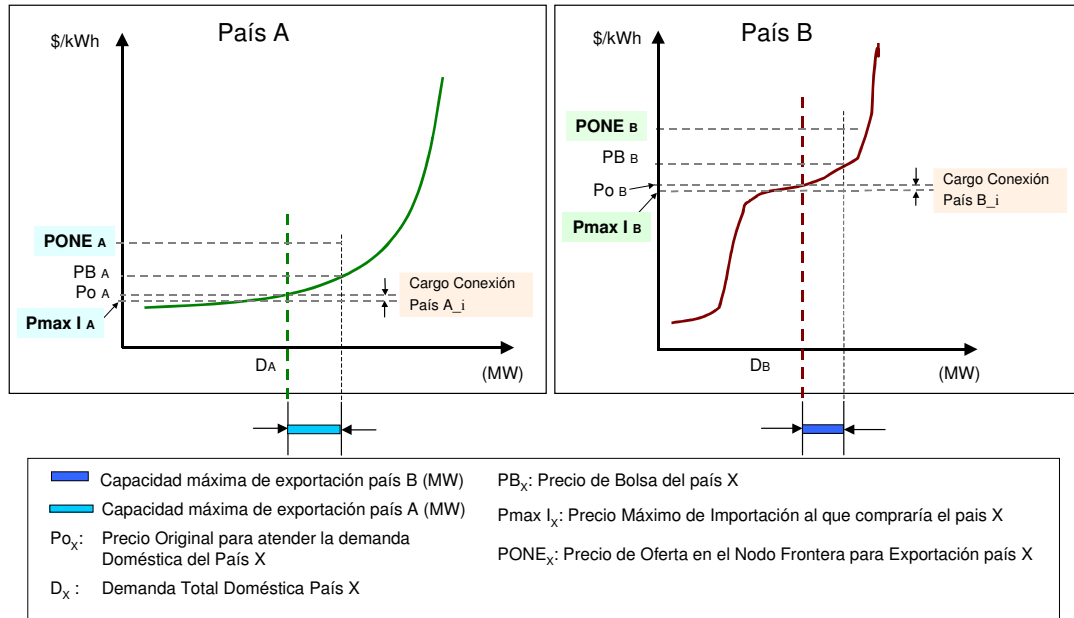 País A
$/kWh
PONE A
PB A
Po A
Pmax I A
Cargo Conexión
País A_i
DA
(MW)
País B
$/kWh
PONE B
PB B
Po B
Pmax I B
Cargo Conexión
País B_i
DB
(MW)
Capacidad máxima de exportación país B (MW)
Capacidad máxima de exportación país A (MW)
PoX: Precio Original para atender la demanda
Doméstica del País X
DX : Demanda Total Doméstica País X
PBX: Precio de Bolsa del país X
Pmax IX: Precio Máximo de Importación al que compraría el pais X
PONEX: Precio de Oferta en el Nodo Frontera para Exportación país X